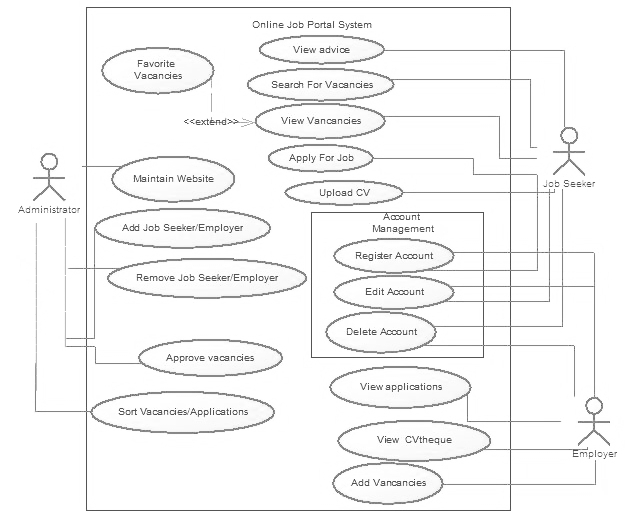 Online Job Portal System
View advice
Favorite
Vacancies
Search For Vacancies
<<extend>>
View Vancancies
Apply For Job
Maintain Website
Upload CV
Job Seeker
Administrator
Add Job Seeker/Employer
Account
Management
Register Account
Remove Job Seeker/Employer
Edit Account
Delete Account
Approve vacancies
View applications
Sort Vacancies/Applications
View CVtheque
Employer
Add Vancancies